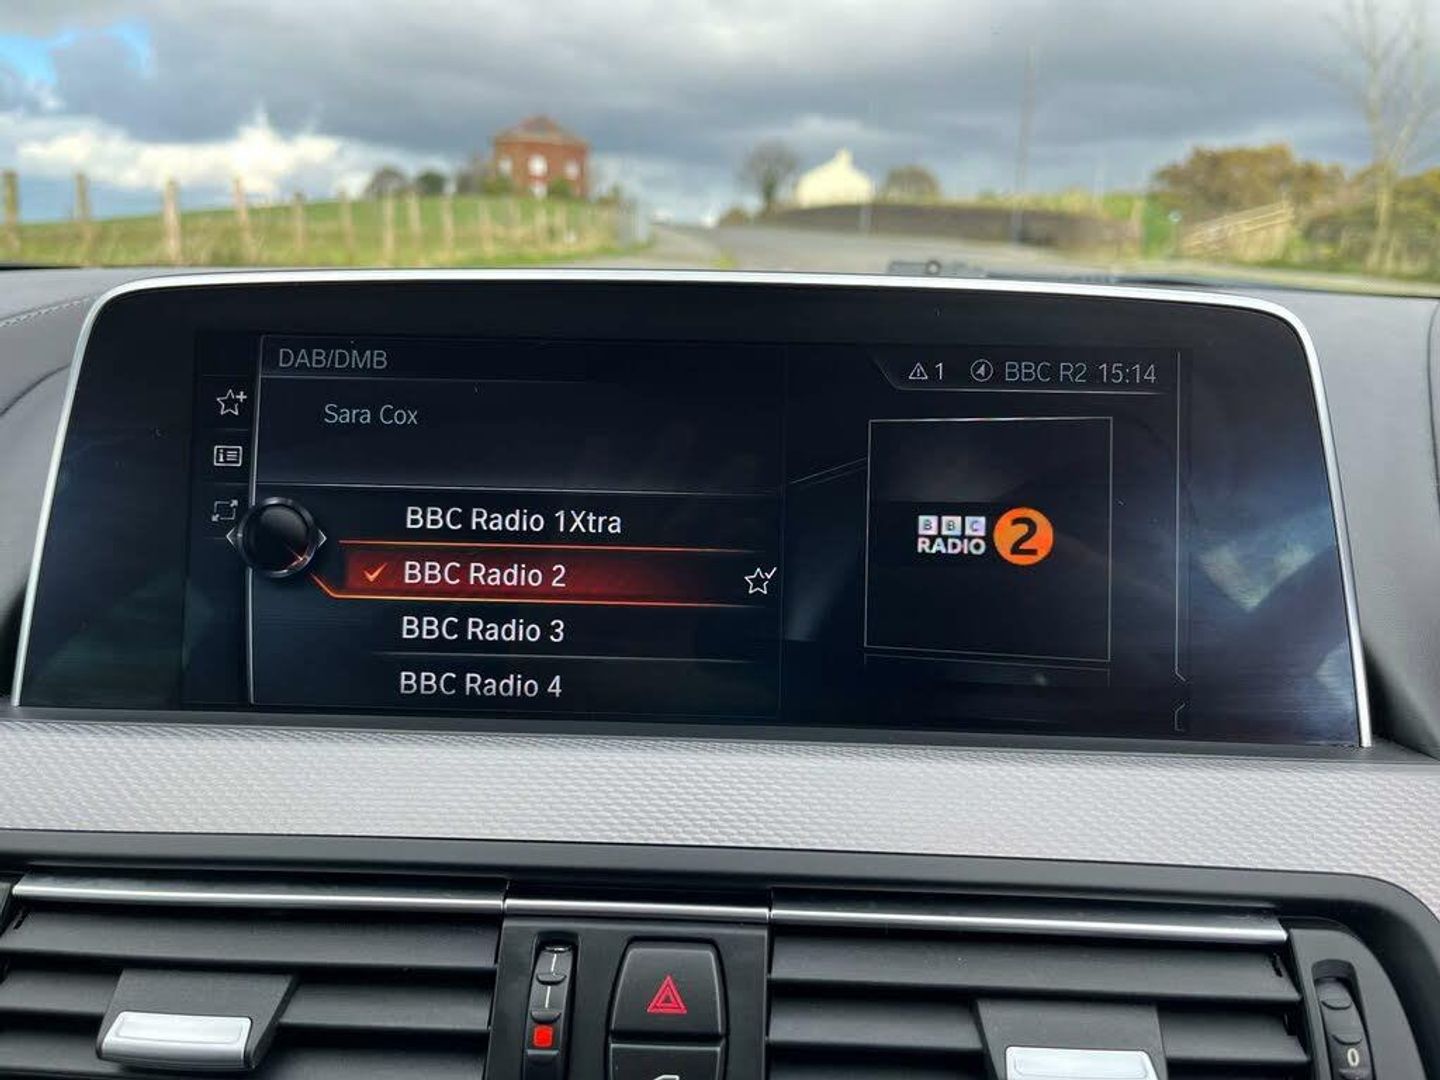 DAB/DMB
1 BBC R2 15:14
Sara Cox
BBC Radio 1Xtra
BBC Radio 2
BBC Radio 3
BBC Radio 4
BBC
RADIO 2
0